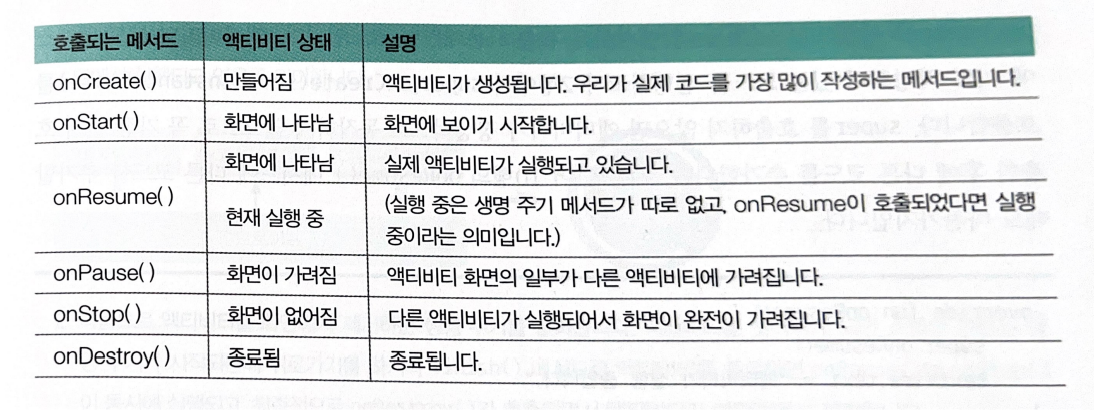 호출되는 메서드 액티비티 상태 설명
onCreate( ) 만들어짐 액티비티가 생성됩니다. 우리가 실제 코드를 가장 많이 작성하는 메서드입니다.
onStart( ) 화면에 나타남 화면에 보이기 시작합니다.
onResume( ) 화면에 나타남 실제 액티비티가 실행되고 있습니다.
현재 실행 중 (실행 중은 생명 주기 메서드가 따로 없고, onResume이 호출되었다면 실행
중이라는 의미입니다.)
onPause( ) 화면이 가려짐 액티비티 화면의 일부가 다른 액티비티에 가려집니다.
onStop( ) 화면이 없어짐 다른 액티비티가 실행되어서 화면이 완전이 가려집니다.
onDestroy( ) 종료됨 종료됩니다.